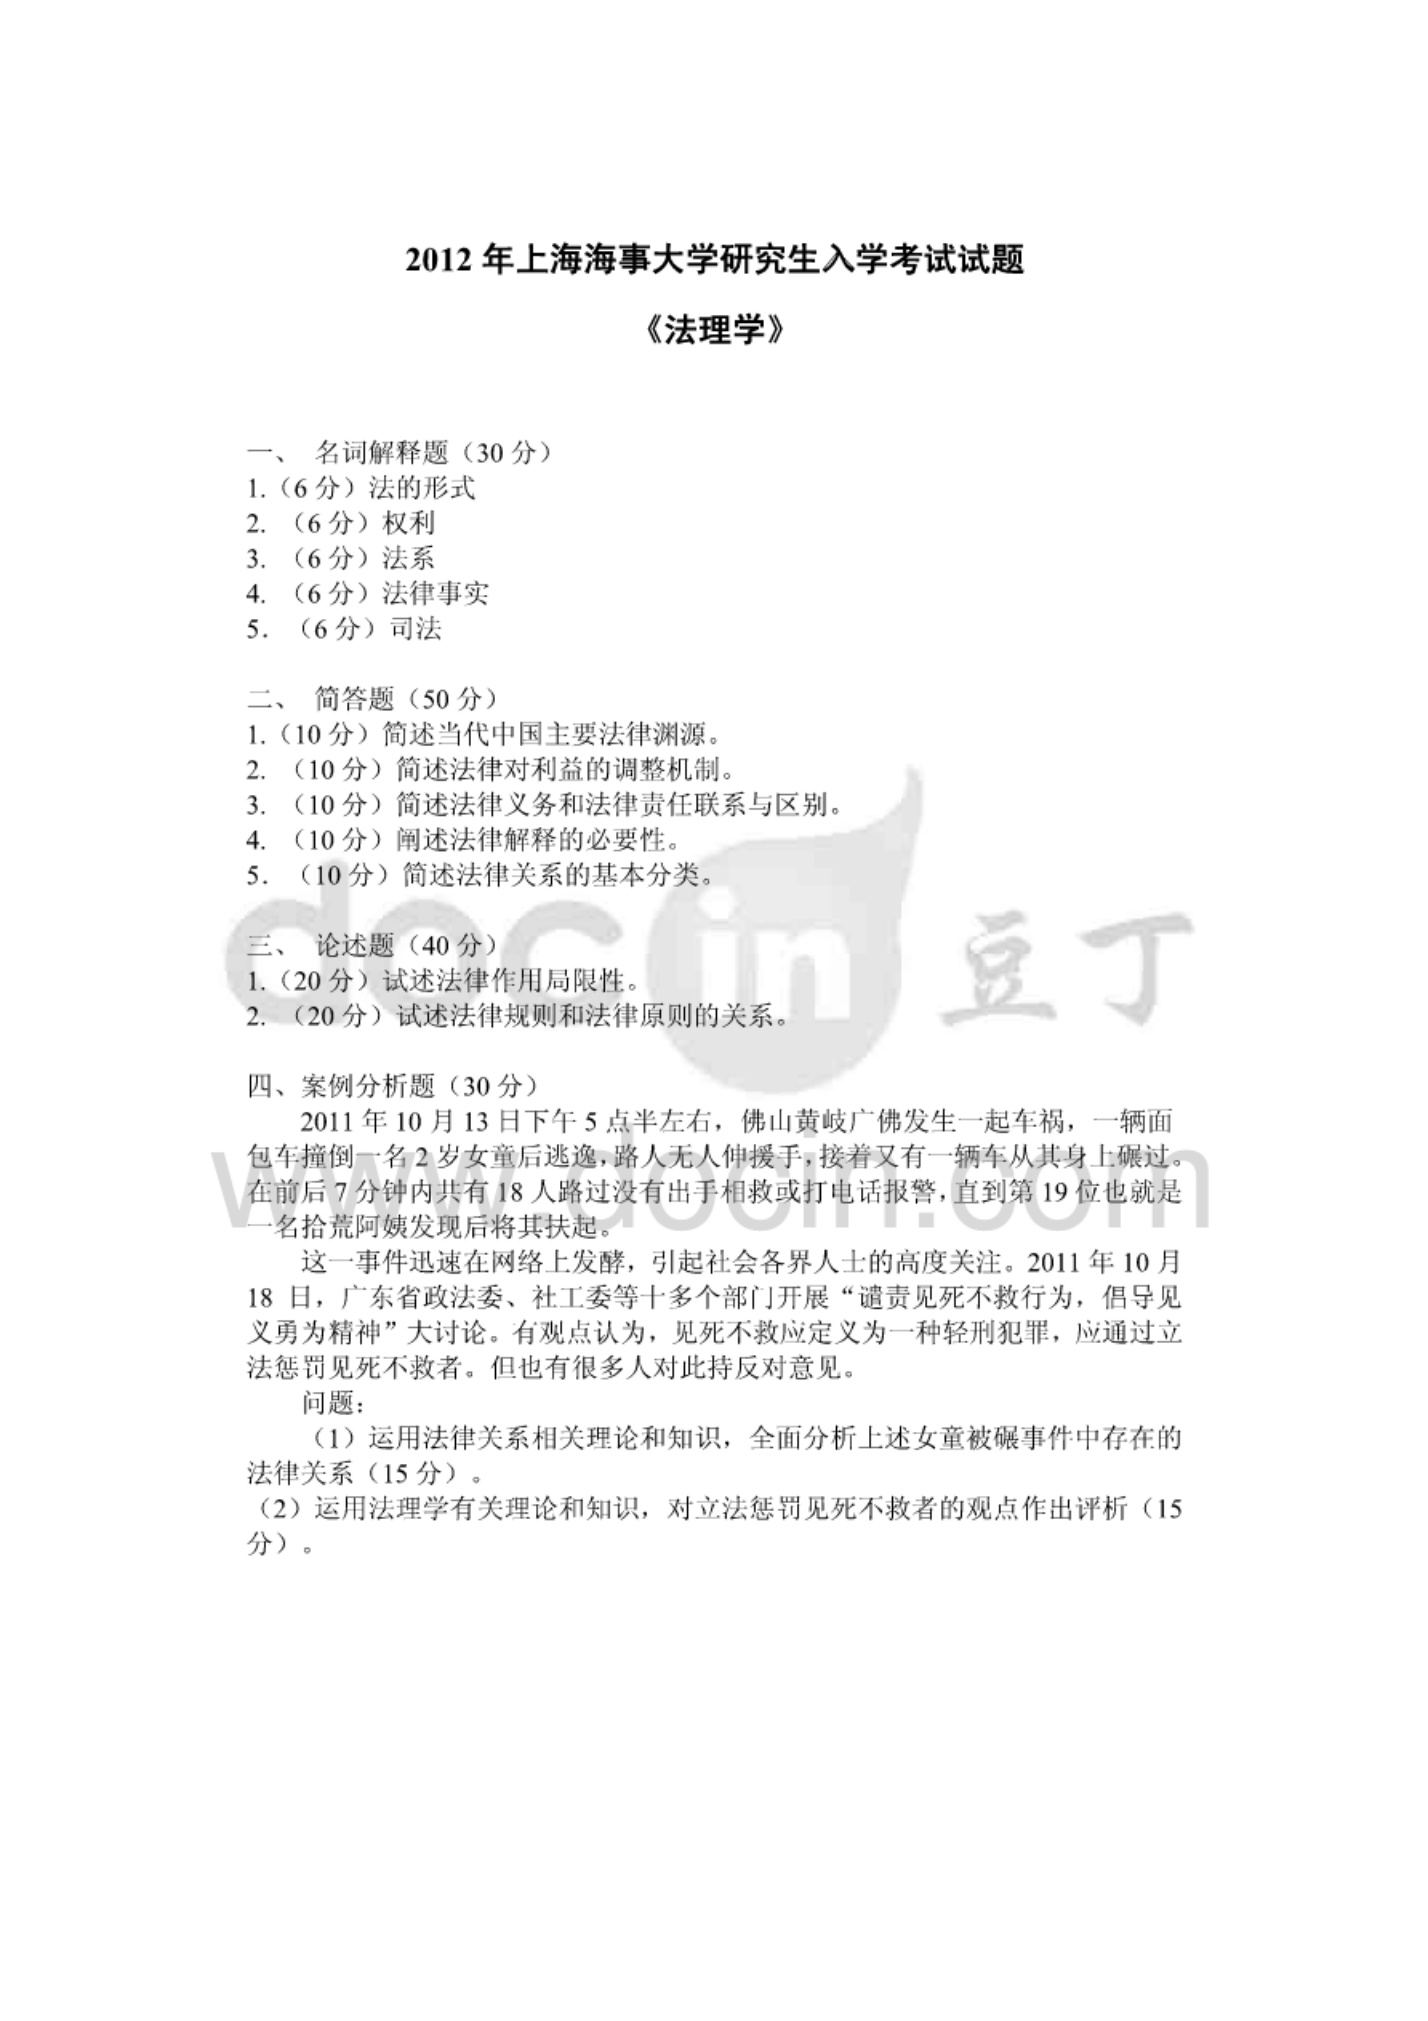 2012 年上海海事大学研究生入学考试试题
《法理学》
一、 名词解释题（30 分）
1.（6 分）法的形式
2. （6 分）权利
3. （6 分）法系
4. （6 分）法律事实
5. （6 分）司法
二、 简答题（50 分）
1.（10 分）简述当代中国主要法律渊源。
2. （10 分）简述法律对利益的调整机制。
3. （10 分）简述法律义务和法律责任联系与区别。
4. （10 分）阐述法律解释的必要性。
5. （10 分）简述法律关系的基本分类。
三、 论述题（40 分）
1.（20 分）试述法律作用局限性。
2. （20 分）试述法律规则和法律原则的关系。
四、案例分析题（30 分）
2011 年 10 月 13 日下午 5 点半左右，佛山黄岐广佛发生一起车祸，一辆面
包车撞倒一名 2 岁女童后逃逸，路人无人伸援手，接着又有一辆车从其身上碾过。
在前后 7 分钟内共有 18 人路过没有出手相救或打电话报警，直到第 19 位也就是
一名拾荒阿姨发现后将其扶起。
这一事件迅速在网络上发酵，引起社会各界人士的高度关注。2011 年 10 月
18 日，广东省政法委、社工委等十多个部门开展“谴责见死不救行为，倡导见
义勇为精神”大讨论。有观点认为，见死不救应定义为一种轻刑犯罪，应通过立
法惩罚见死不救者。但也有很多人对此持反对意见。
问题：
（1）运用法律关系相关理论和知识，全面分析上述女童被碾事件中存在的
法律关系（15 分）。
（2）运用法理学有关理论和知识，对立法惩罚见死不救者的观点作出评析（15
分）。
docin 豆丁
www.docin.com